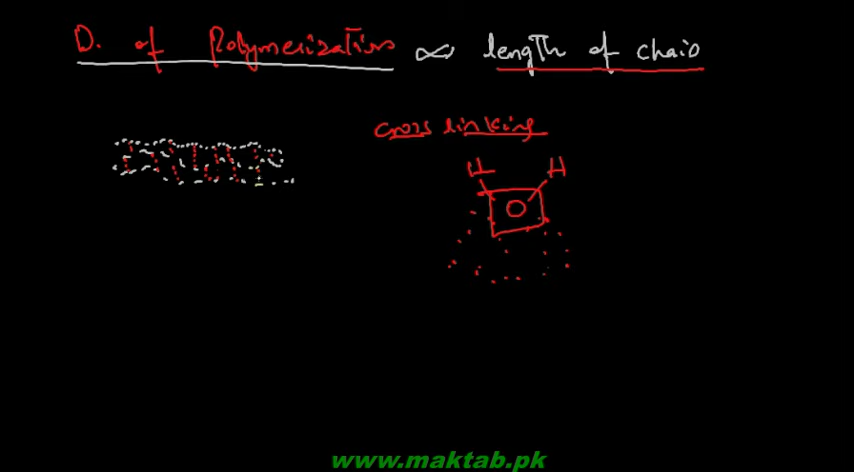 D. of Polymerization ∝ length of chain
cross linking
H H
O
www.maktab.pk